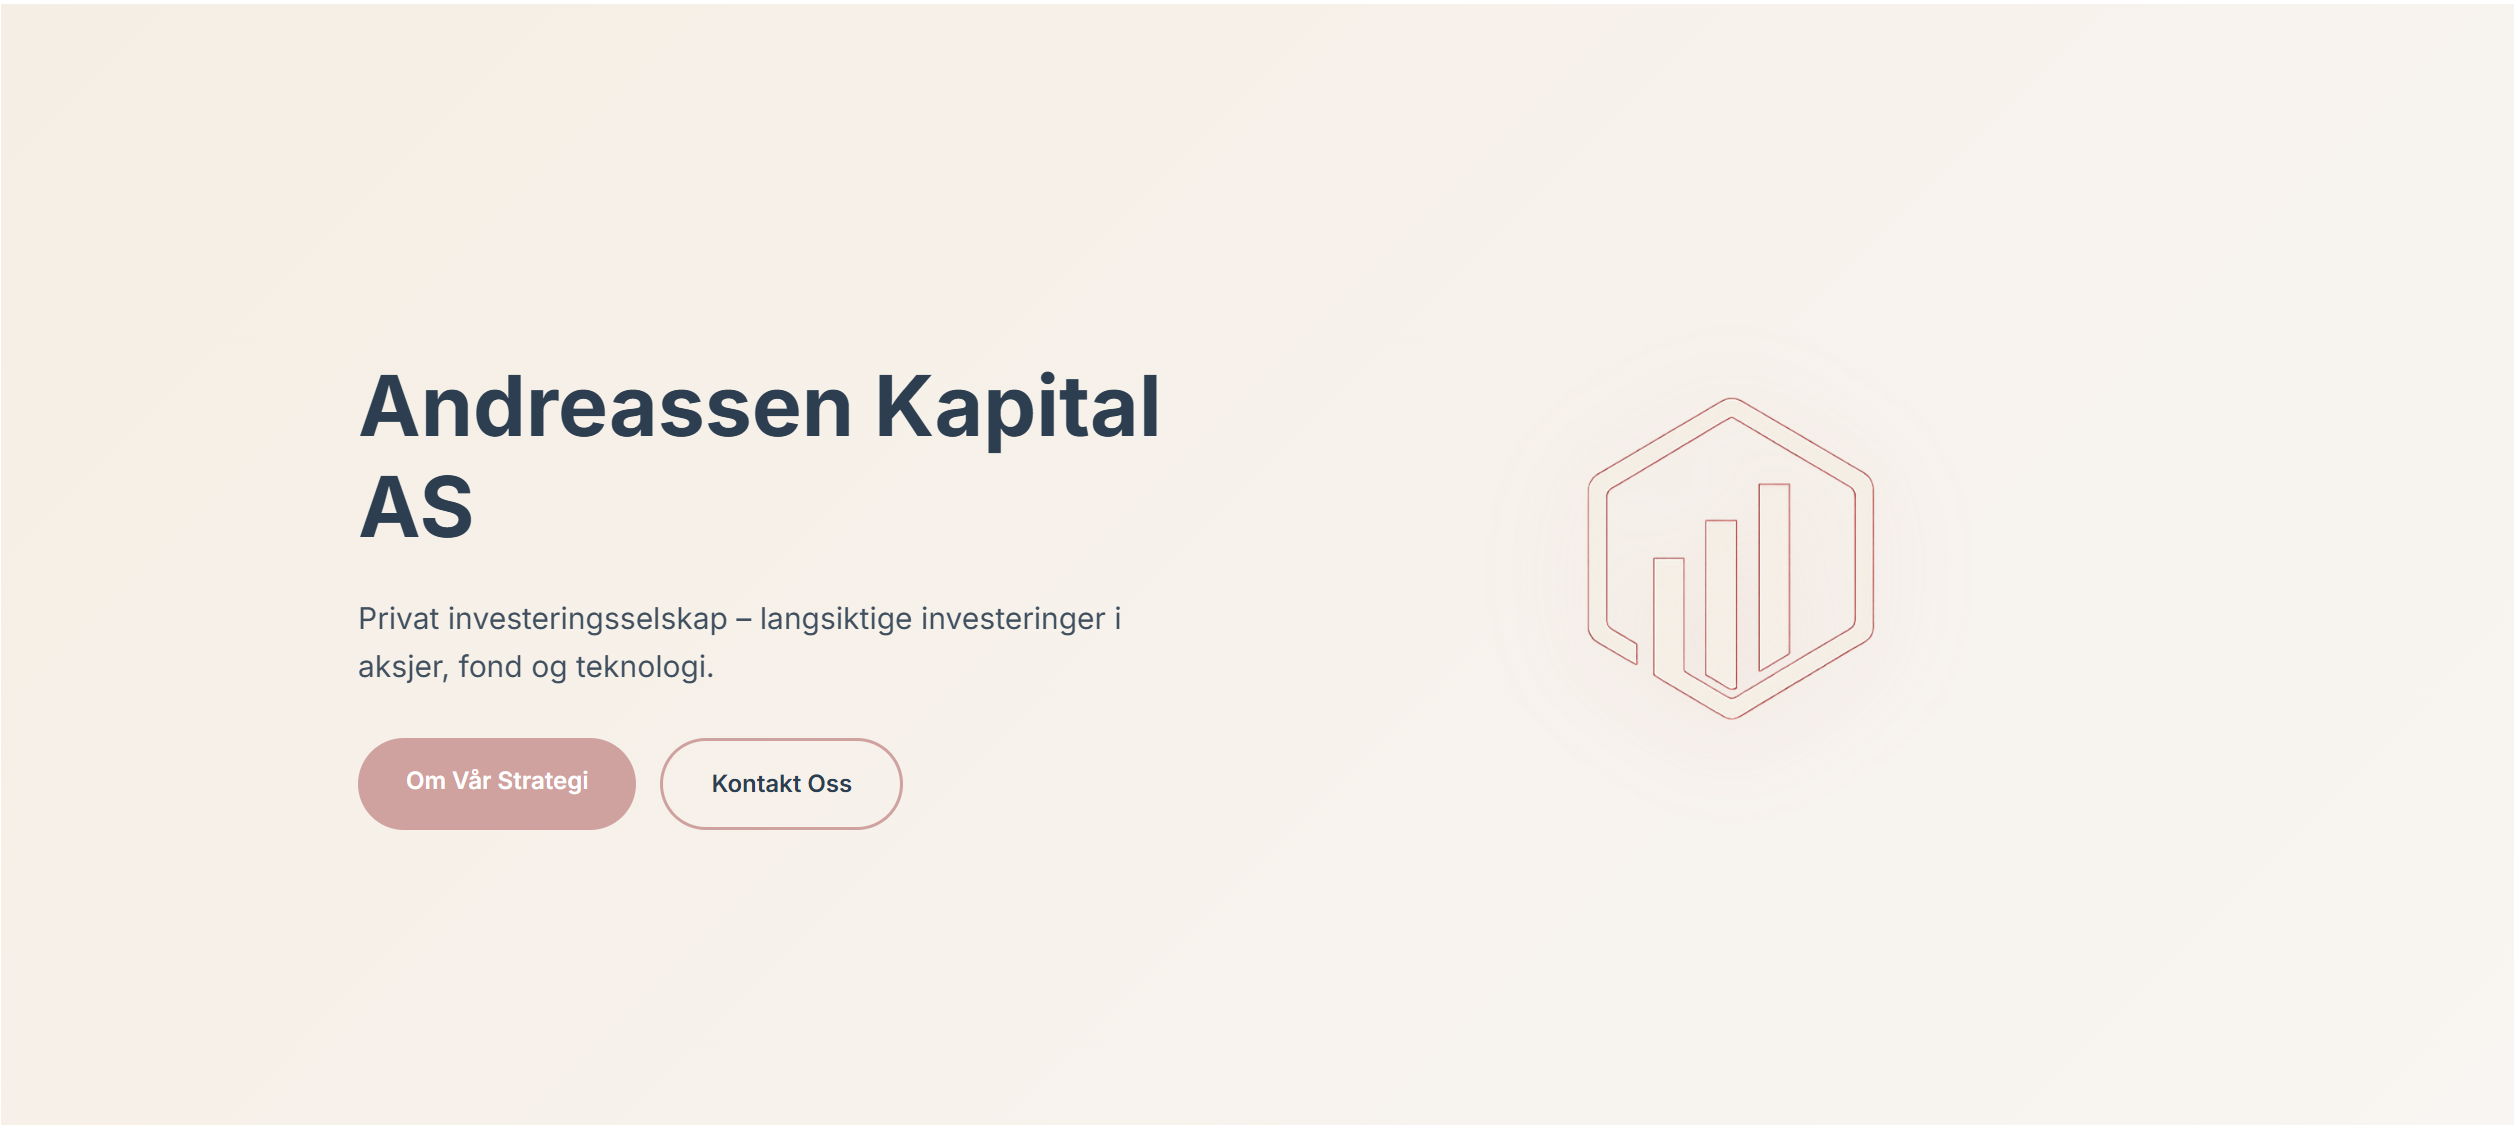 Andreassen Kapital
AS
Privat investeringsselskap – langsiktige investeringer i
aksjer, fond og teknologi.
Om Vår Strategi
Kontakt Oss